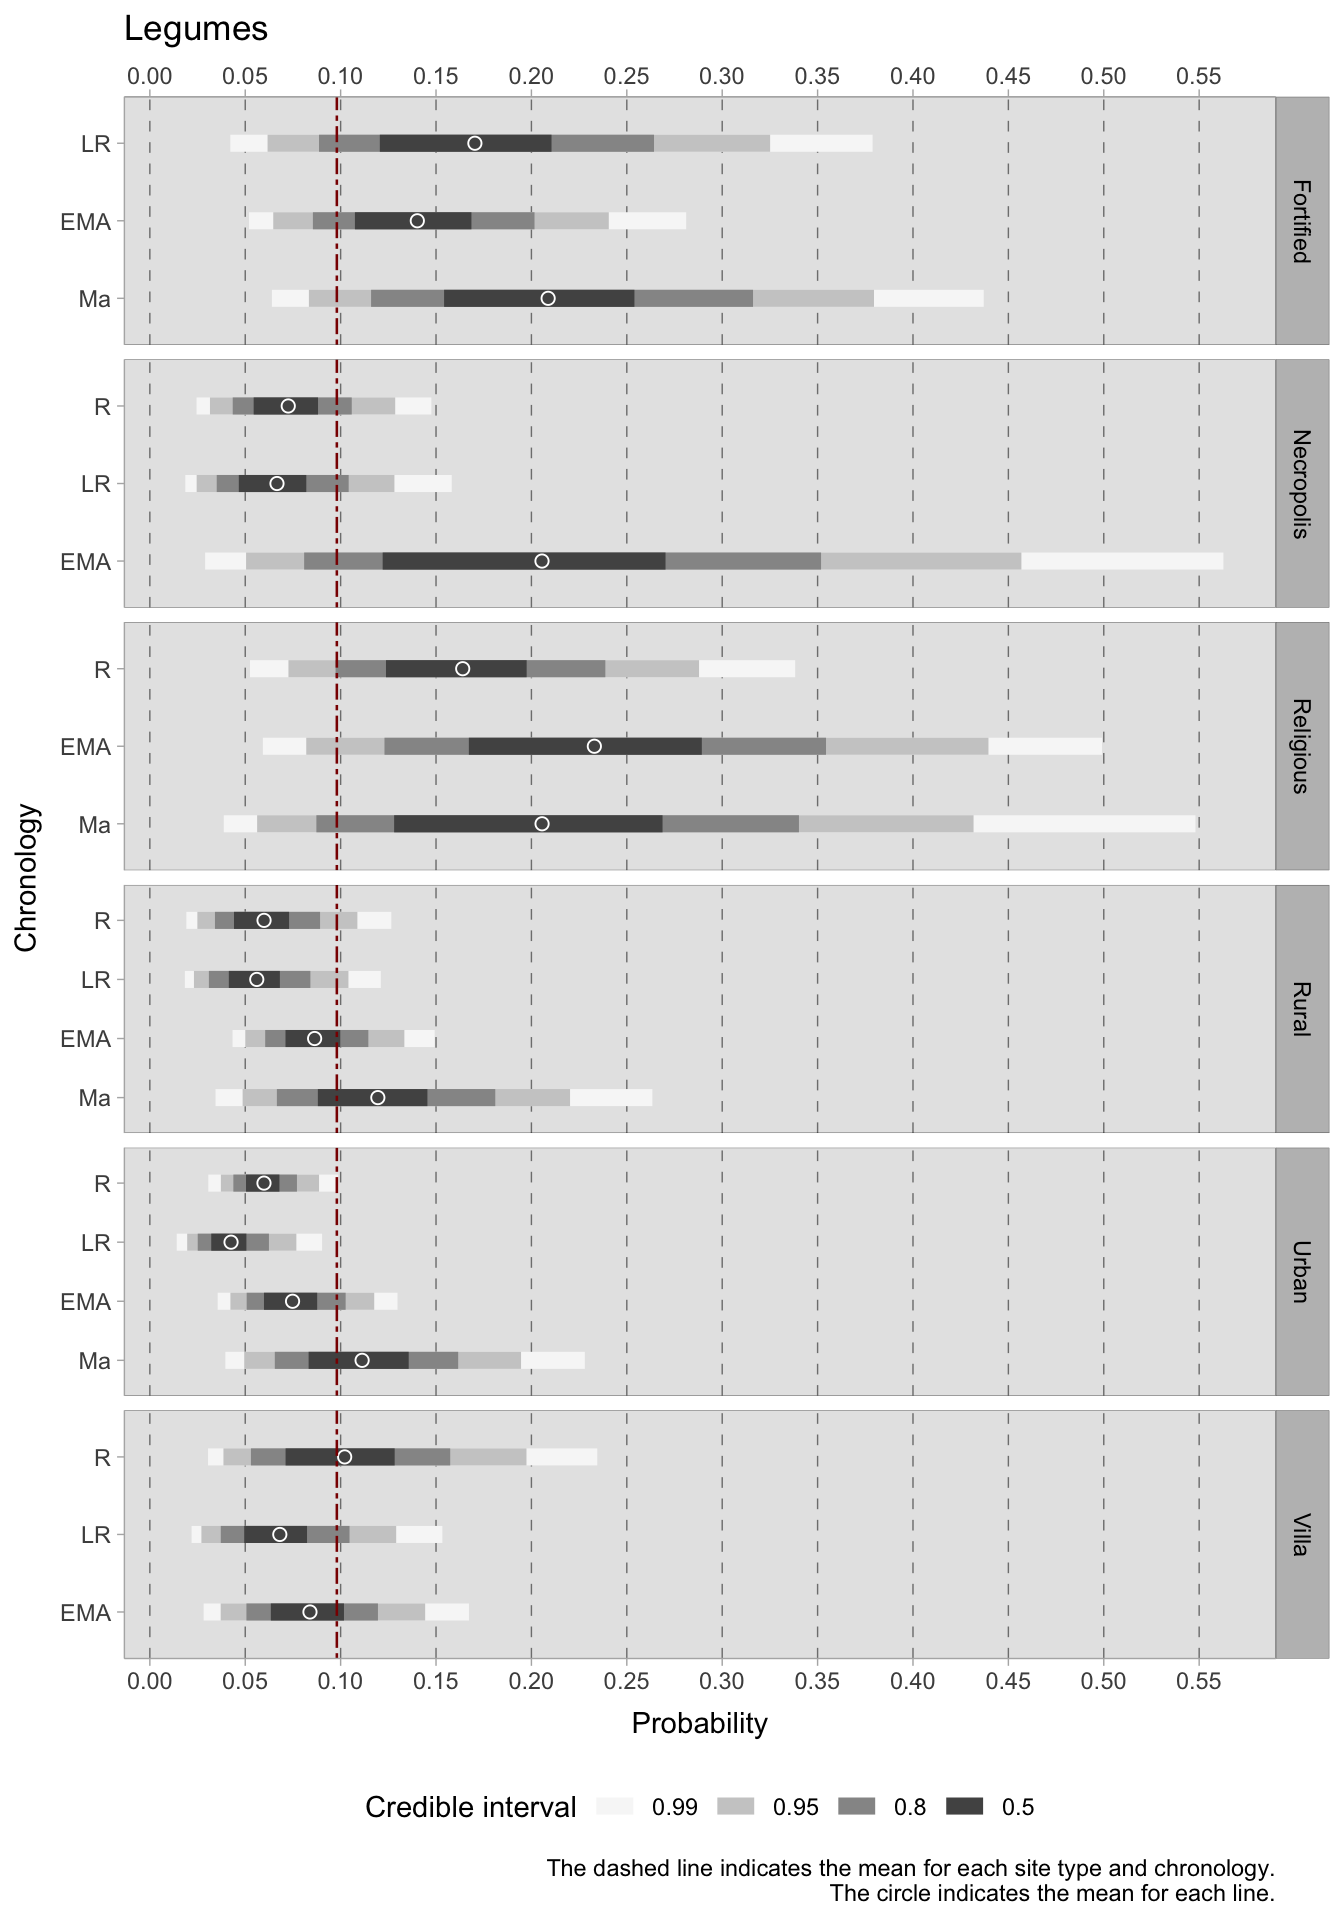 Legumes
0.00 0.05 0.10 0.15 0.20 0.25 0.30 0.35 0.40 0.45 0.50 0.55
Chronology
LR
EMA
Ma
Fortified
R
LR
EMA
Necropolis
R
EMA
Ma
Religious
R
LR
EMA
Ma
Rural
R
LR
EMA
Ma
Urban
R
LR
EMA
Villa
0.00 0.05 0.10 0.15 0.20 0.25 0.30 0.35 0.40 0.45 0.50 0.55
Probability
Credible interval 0.99 0.95 0.8 0.5
The dashed line indicates the mean for each site type and chronology.
The circle indicates the mean for each line.